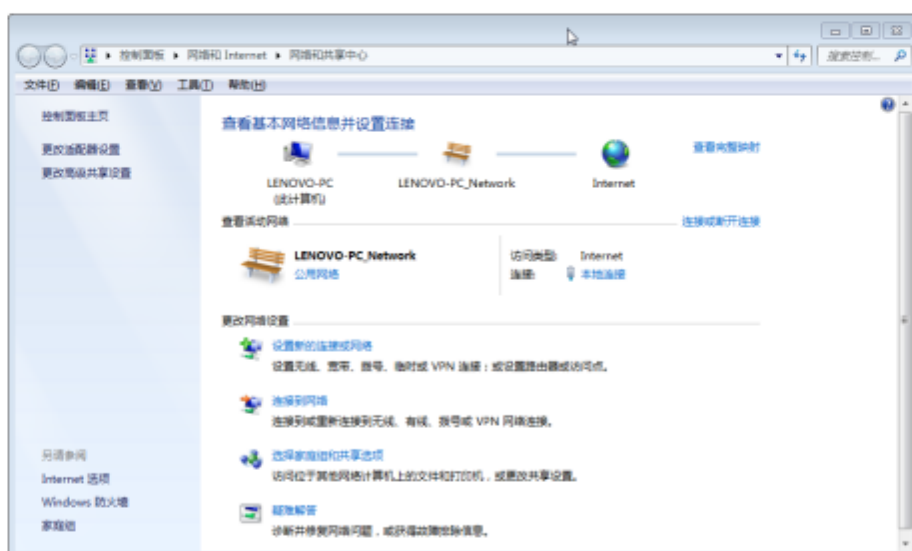 控制面板 ▸ 网络和 Internet ▸ 网络和共享中心
搜索控制...
文件(F) 编辑(E) 查看(V) 工具(T) 帮助(H)
控制面板主页
更改适配器设置
更改高级共享设置
查看基本网络信息并设置连接
查看完整映射
LENOVO-PC
(此计算机)
LENOVO-PC_Network
Internet
查看活动网络
连接或断开连接
LENOVO-PC_Network
公用网络
访问类型: Internet
连接: 本地连接
更改网络设置
设置新的连接或网络
设置无线、宽带、拨号、临时或 VPN 连接；或设置路由器或访问点。
连接到网络
连接到或重新连接到无线、有线、拨号或 VPN 网络连接。
选择家庭组和共享选项
访问位于其他网络计算机上的文件和打印机，或更改共享设置。
疑难解答
诊断并修复网络问题，或获得故障排除信息。
另请参阅
Internet 选项
Windows 防火墙
家庭组